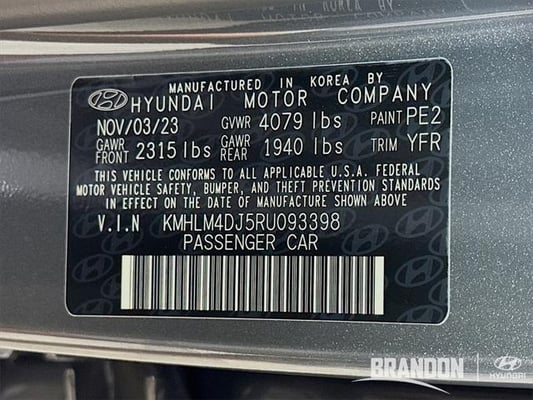 MANUFACTURED IN KOREA BY
HYUNDAI MOTOR COMPANY
NOV/03/23 GVWR 4079 lbs PAINT PE2
GAWR FRONT 2315 lbs GAWR REAR 1940 lbs TRIM YFR
THIS VEHICLE CONFORMS TO ALL APPLICABLE U.S.A. FEDERAL
MOTOR VEHICLE SAFETY, BUMPER, AND THEFT PREVENTION STANDARDS
IN EFFECT ON THE DATE OF MANUFACTURE SHOWN ABOVE
V.I.N KMHLM4DJ5RU093398
PASSENGER CAR
BRANDON HYUNDAI